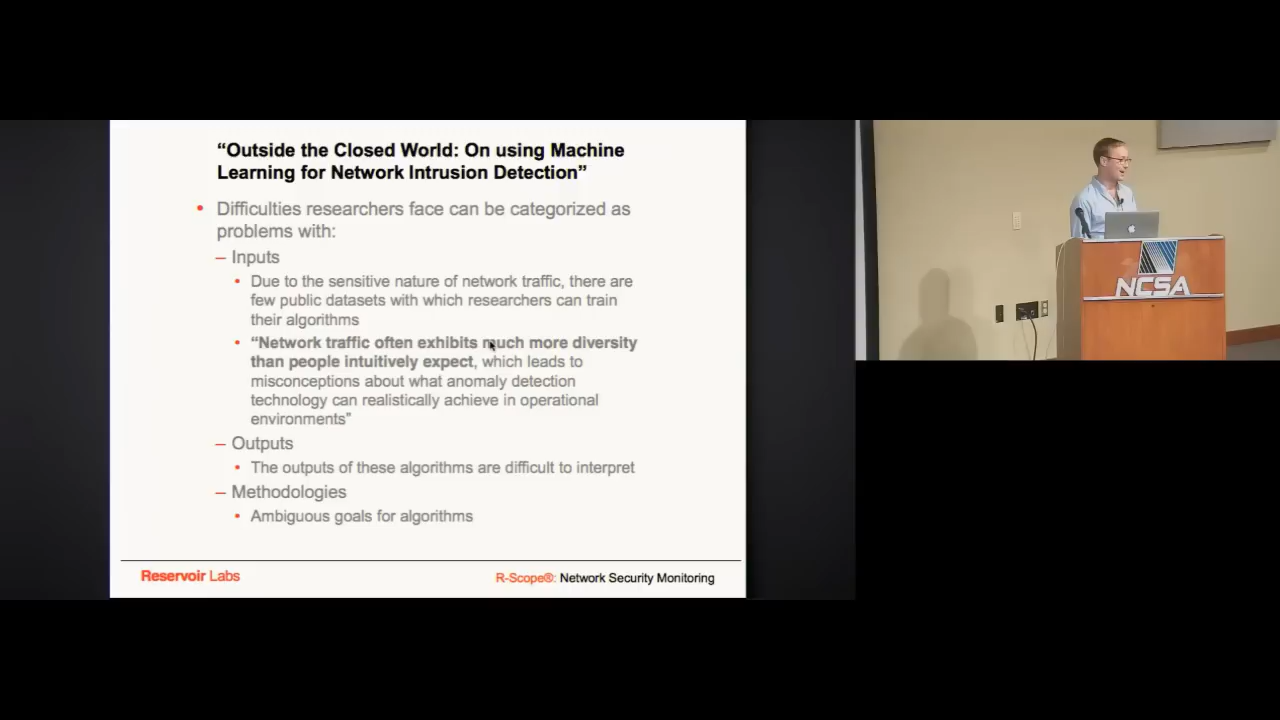 “Outside the Closed World: On using Machine
Learning for Network Intrusion Detection”
• Difficulties researchers face can be categorized as
problems with:
– Inputs
• Due to the sensitive nature of network traffic, there are
few public datasets with which researchers can train
their algorithms
• “Network traffic often exhibits much more diversity
than people intuitively expect, which leads to
misconceptions about what anomaly detection
technology can realistically achieve in operational
environments”
– Outputs
• The outputs of these algorithms are difficult to interpret
– Methodologies
• Ambiguous goals for algorithms
Reservoir Labs
R-Scope®: Network Security Monitoring
NCSA